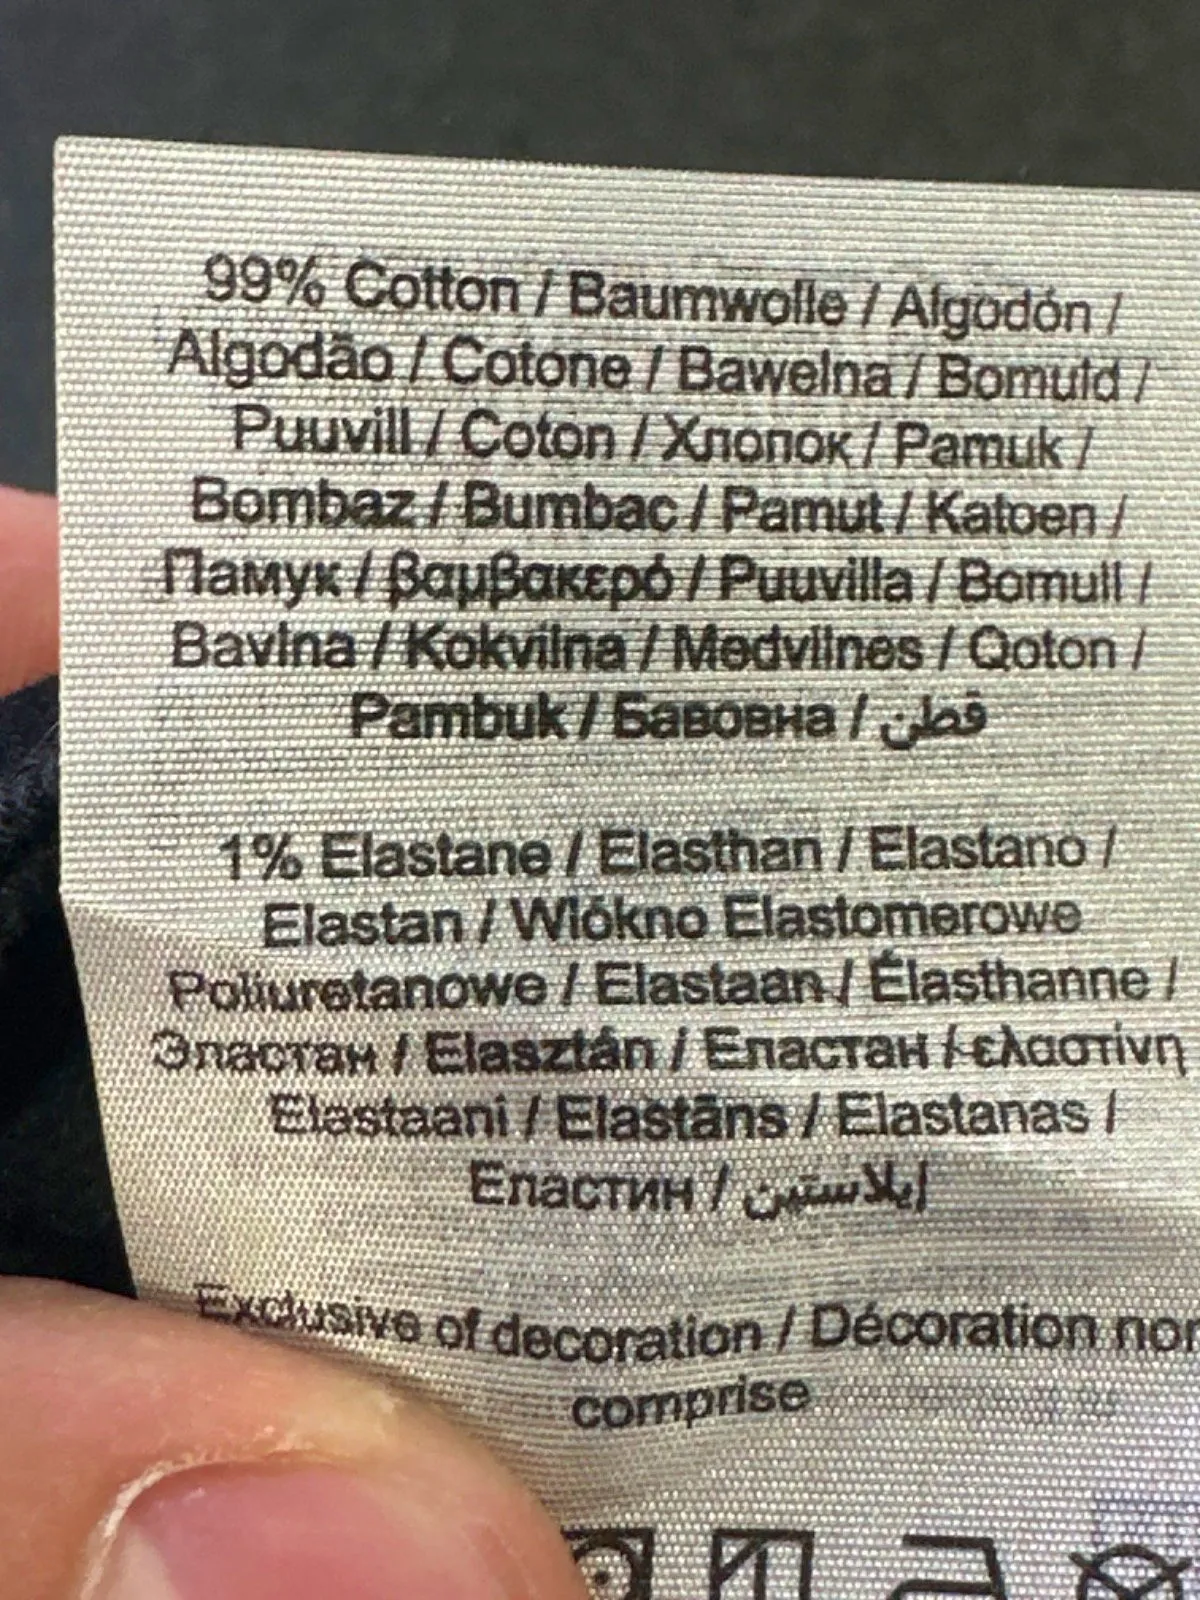 99% Cotton / Baumwolle / Algodón /
Algodão / Cotone / Bawełna / Bomuld /
Puuvill / Coton / Хлопок / Pamuk /
Bombaz / Bumbac / Pamut / Katoen /
Памук / βαμβακερό / Puuvilla / Bomull /
Bavlna / Kokvilna / Medvilnes / Qoton /
Pambuk / Бавовна / قطن
1% Elastane / Elasthan / Elastano /
Elastan / Włókno Elastomerowe
Poliuretanowe / Elastaan / Élasthanne /
Эластан / Elasztán / Еластан / ελαστίνη
Elastaani / Elastāns / Elastanas /
Еластин / إيلاستين
Exclusive of decoration / Décoration non
comprise